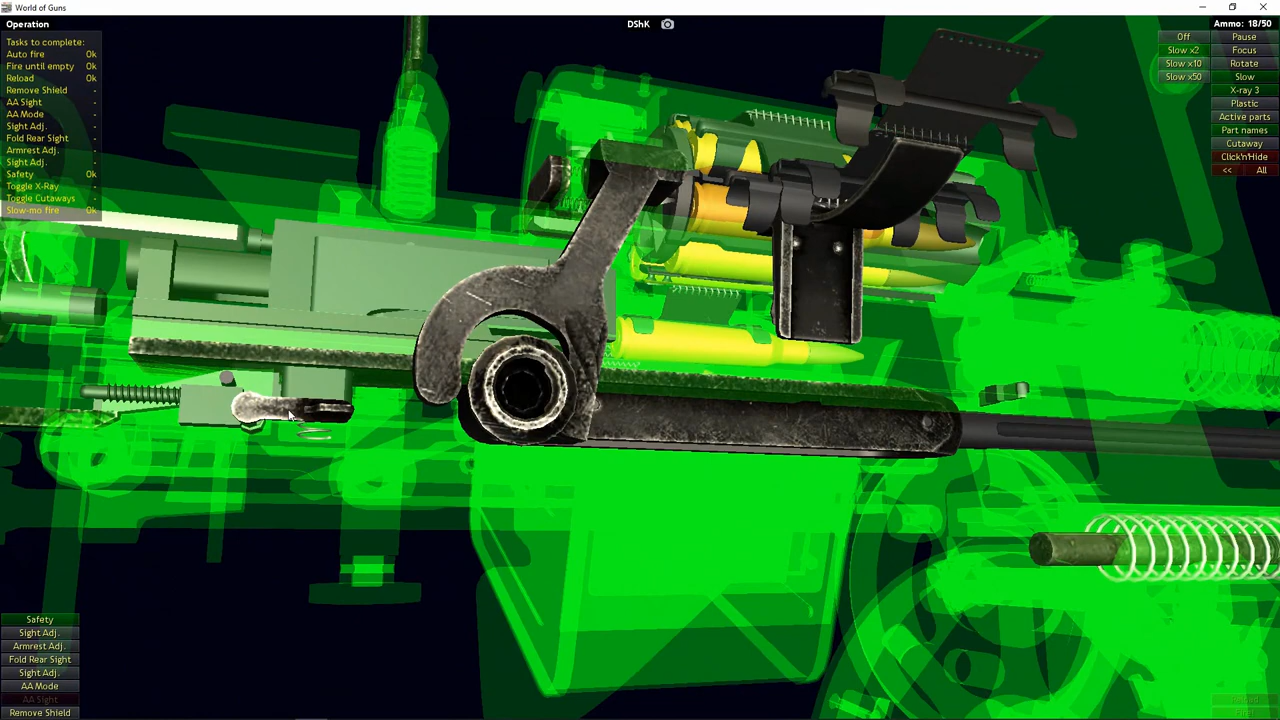 World of Guns
Operation
DShK
Ammo: 18/50
Tasks to complete:
Auto fire Ok
Fire until empty Ok
Reload Ok
Remove Shield -
AA Sight -
AA Mode -
Sight Adj. -
Fold Rear Sight -
Armrest Adj. -
Sight Adj. -
Safety Ok
Toggle X-Ray -
Toggle Cutaways -
Slow-mo fire Ok
Off
Slow x2
Slow x10
Slow x50
Pause
Focus
Rotate
Slow
X-ray 3
Plastic
Active parts
Part names
Cutaway
Click'n'Hide
<< All
Safety
Sight Adj.
Armrest Adj.
Fold Rear Sight
Sight Adj.
AA Mode
AA Sight
Remove Shield
Reload